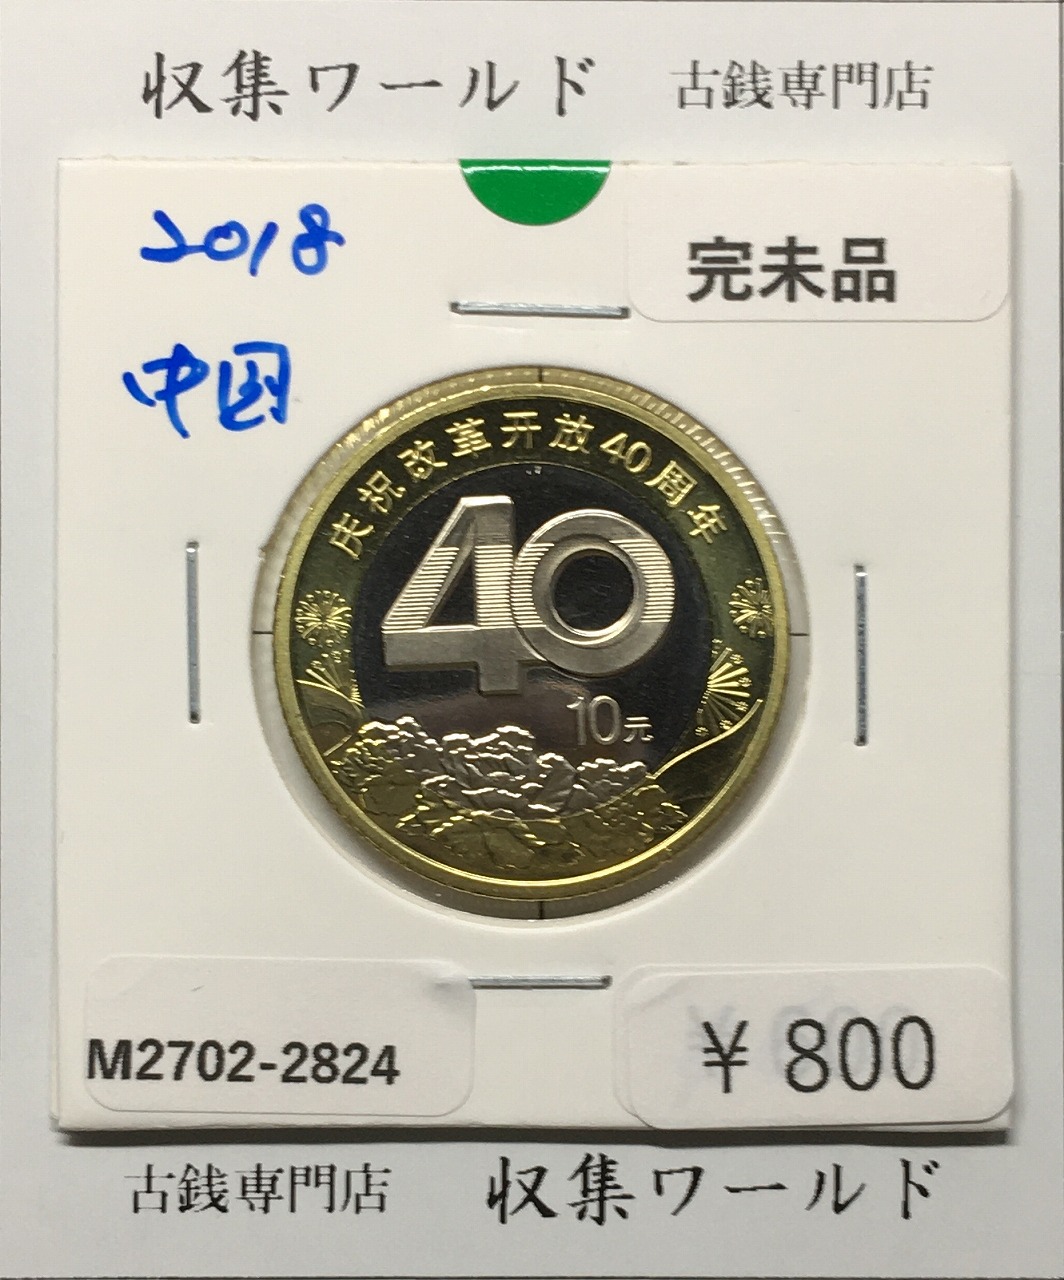 収集ワールド 古銭専門店
2018
完未品
中国
庆祝改革开放40周年
40
10元
M2702-2824
¥800
古銭専門店 収集ワールド